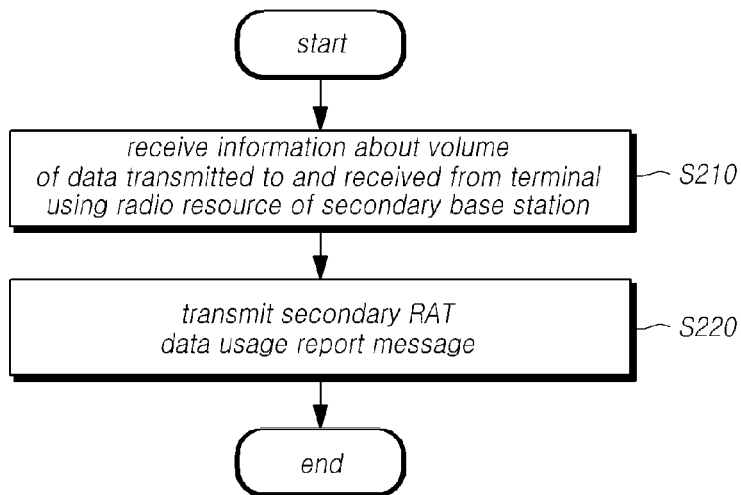 start
receive information about volume
of data transmitted to and received from terminal
using radio resource of secondary base station
S210
transmit secondary RAT
data usage report message
S220
end